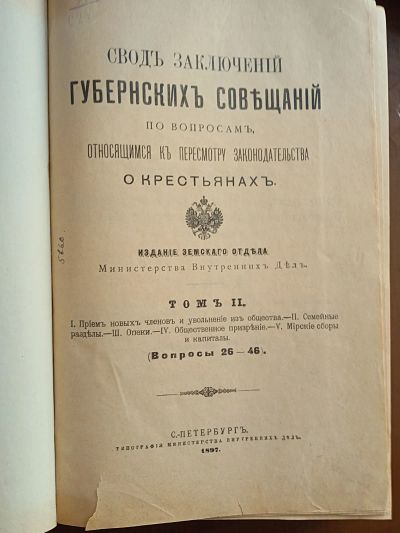 СВОДЪ ЗАКЛЮЧЕНІЙ
ГУБЕРНСКИХЪ СОВѢЩАНІЙ
ПО ВОПРОСАМЪ,
ОТНОСЯЩИМСЯ КЪ ПЕРЕСМОТРУ ЗАКОНОДАТЕЛЬСТВА
О КРЕСТЬЯНАХЪ.
ИЗДАНІЕ ЗЕМСКАГО ОТДѢЛА
Министерства Внутреннихъ Дѣлъ.
ТОМЪ II.
I. Пріемъ новыхъ членовъ и увольненіе изъ общества.—II. Семейные
раздѣлы.—III. Опеки.—IV. Общественное призрѣніе.—V. Мірскіе сборы
и капиталы.
(Вопросы 26—46).
С.-ПЕТЕРБУРГЪ.
ТИПОГРАФІЯ МИНИСТЕРСТВА ВНУТРЕННИХЪ ДѢЛЪ.
1897.